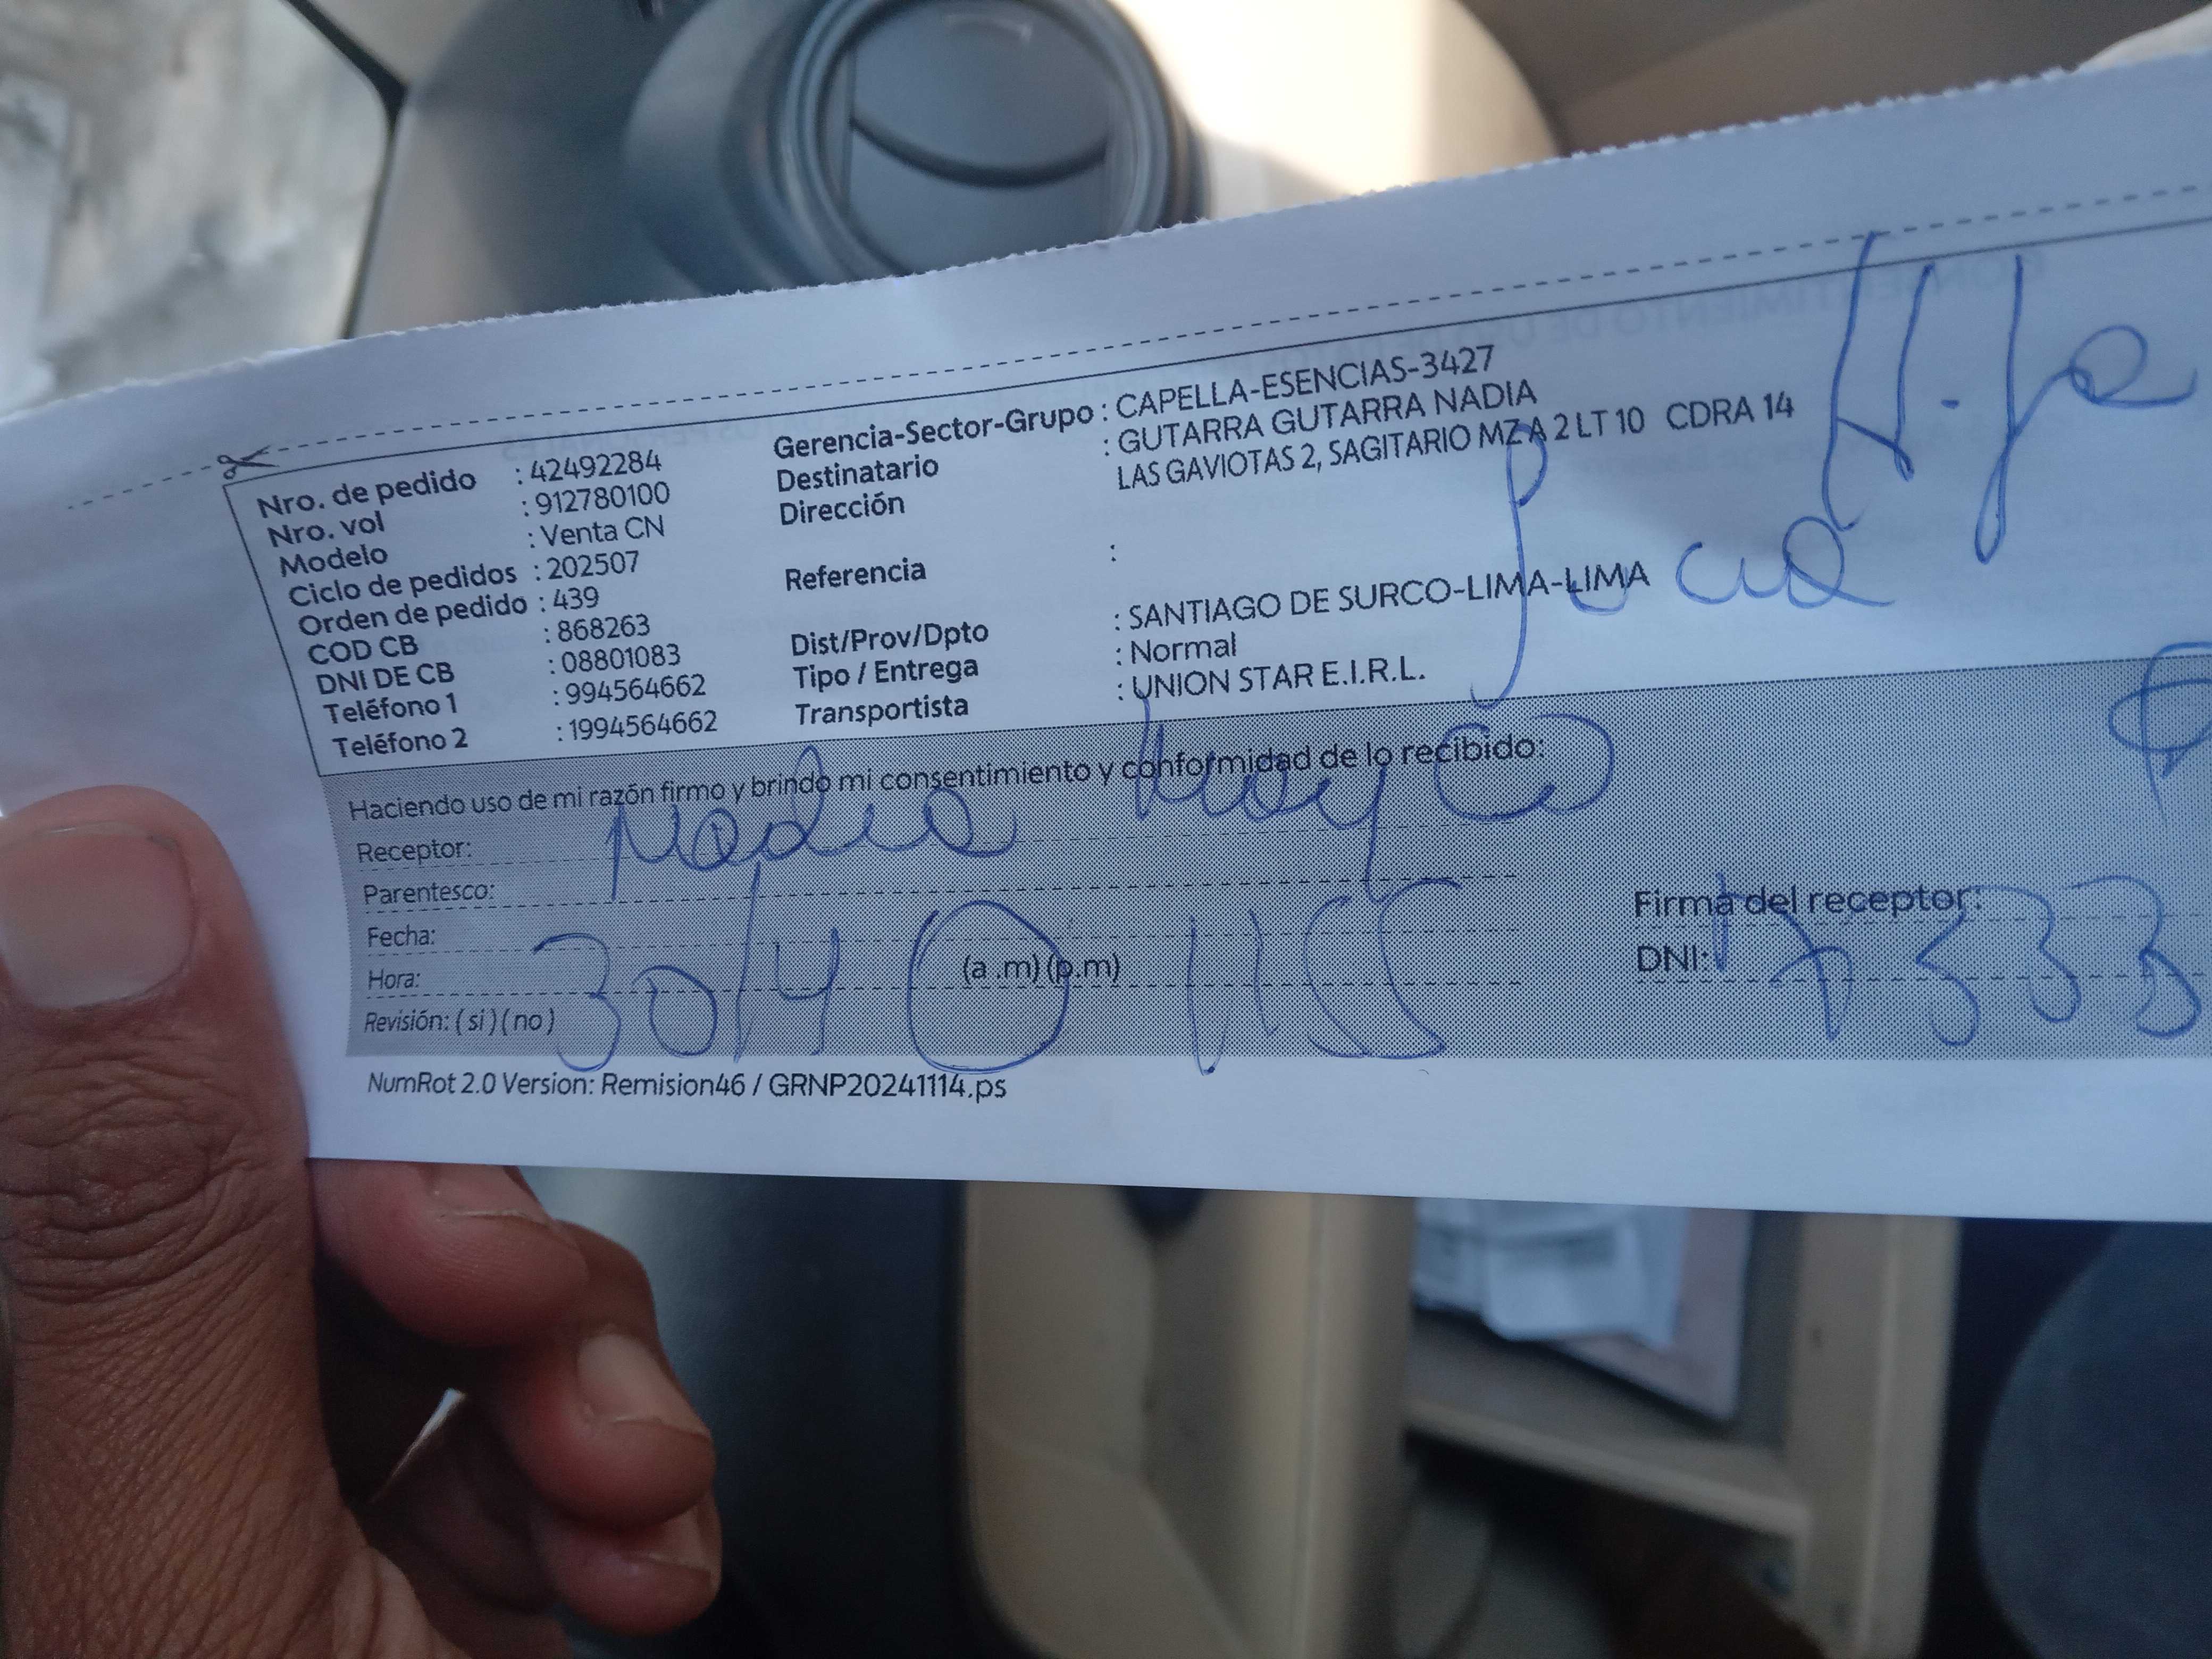 Nro. de pedido : 42492284
Nro. vol : 912780100
Modelo : Venta CN
Ciclo de pedidos : 202507
Orden de pedido : 439
COD CB : 868263
DNI DE CB : 08801083
Teléfono 1 : 994564662
Teléfono 2 : 1994564662
Gerencia-Sector-Grupo : CAPELLA-ESENCIAS-3427
Destinatario : GUTARRA GUTARRA NADIA
Dirección LAS GAVIOTAS 2, SAGITARIO MZ A 2 LT 10 CDRA 14
Referencia :
Dist/Prov/Dpto : SANTIAGO DE SURCO-LIMA-LIMA
Tipo / Entrega : Normal
Transportista : UNION STAR E.I.R.L.
Haciendo uso de mi razón firmo y brindo mi consentimiento y conformidad de lo recibido:
Receptor: Nadia
Parentesco:
Fecha:
Hora: (a .m) (p.m)
30/4
Revisión: ( si ) ( no )
Firma del receptor:
DNI:
NumRot 2.0 Version: Remision46 / GRNP20241114.ps